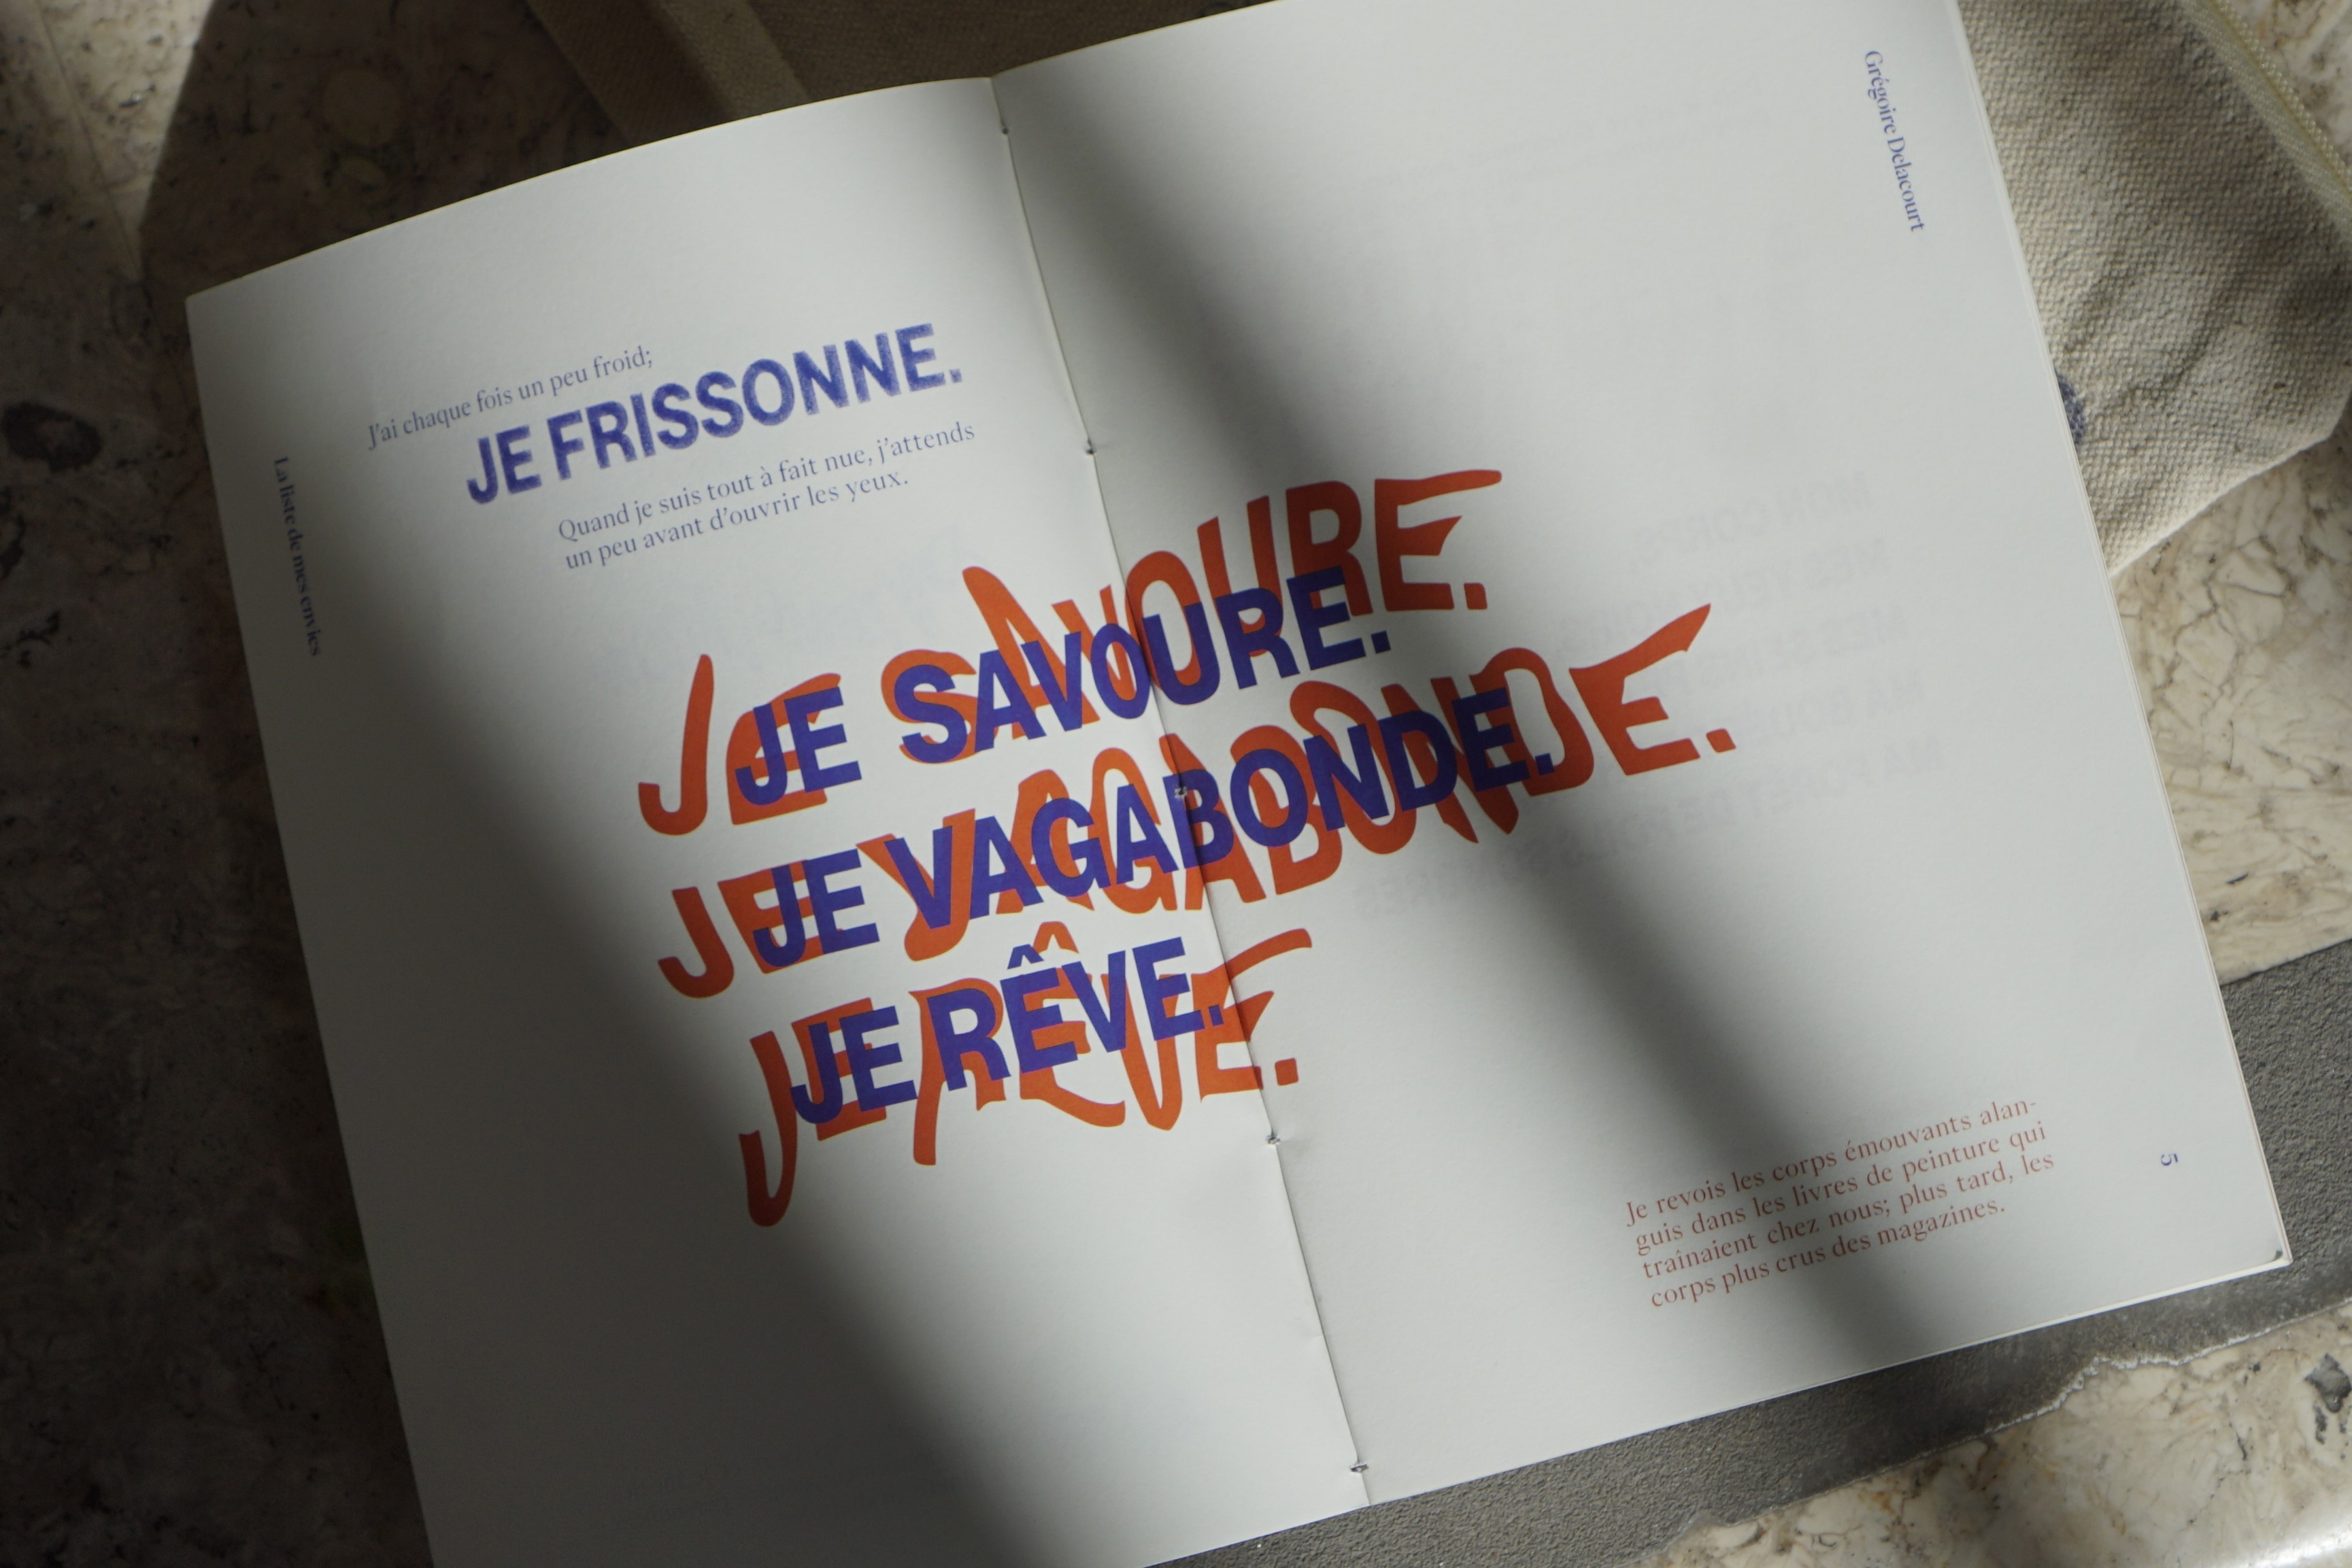 La liste de mes envies
J'ai chaque fois un peu froid;
JE FRISSONNE.
Quand je suis tout à fait nue, j'attends
un peu avant d'ouvrir les yeux.
JE SAVOURE.
JE SAVOURE.
JE VAGABONDE.
JE VAGABONDE.
JE RÊVE.
JE RÊVE.
Grégoire Delacourt
Je revois les corps émouvants alan-
guis dans les livres de peinture qui
traînaient chez nous; plus tard, les
corps plus crus des magazines.
5